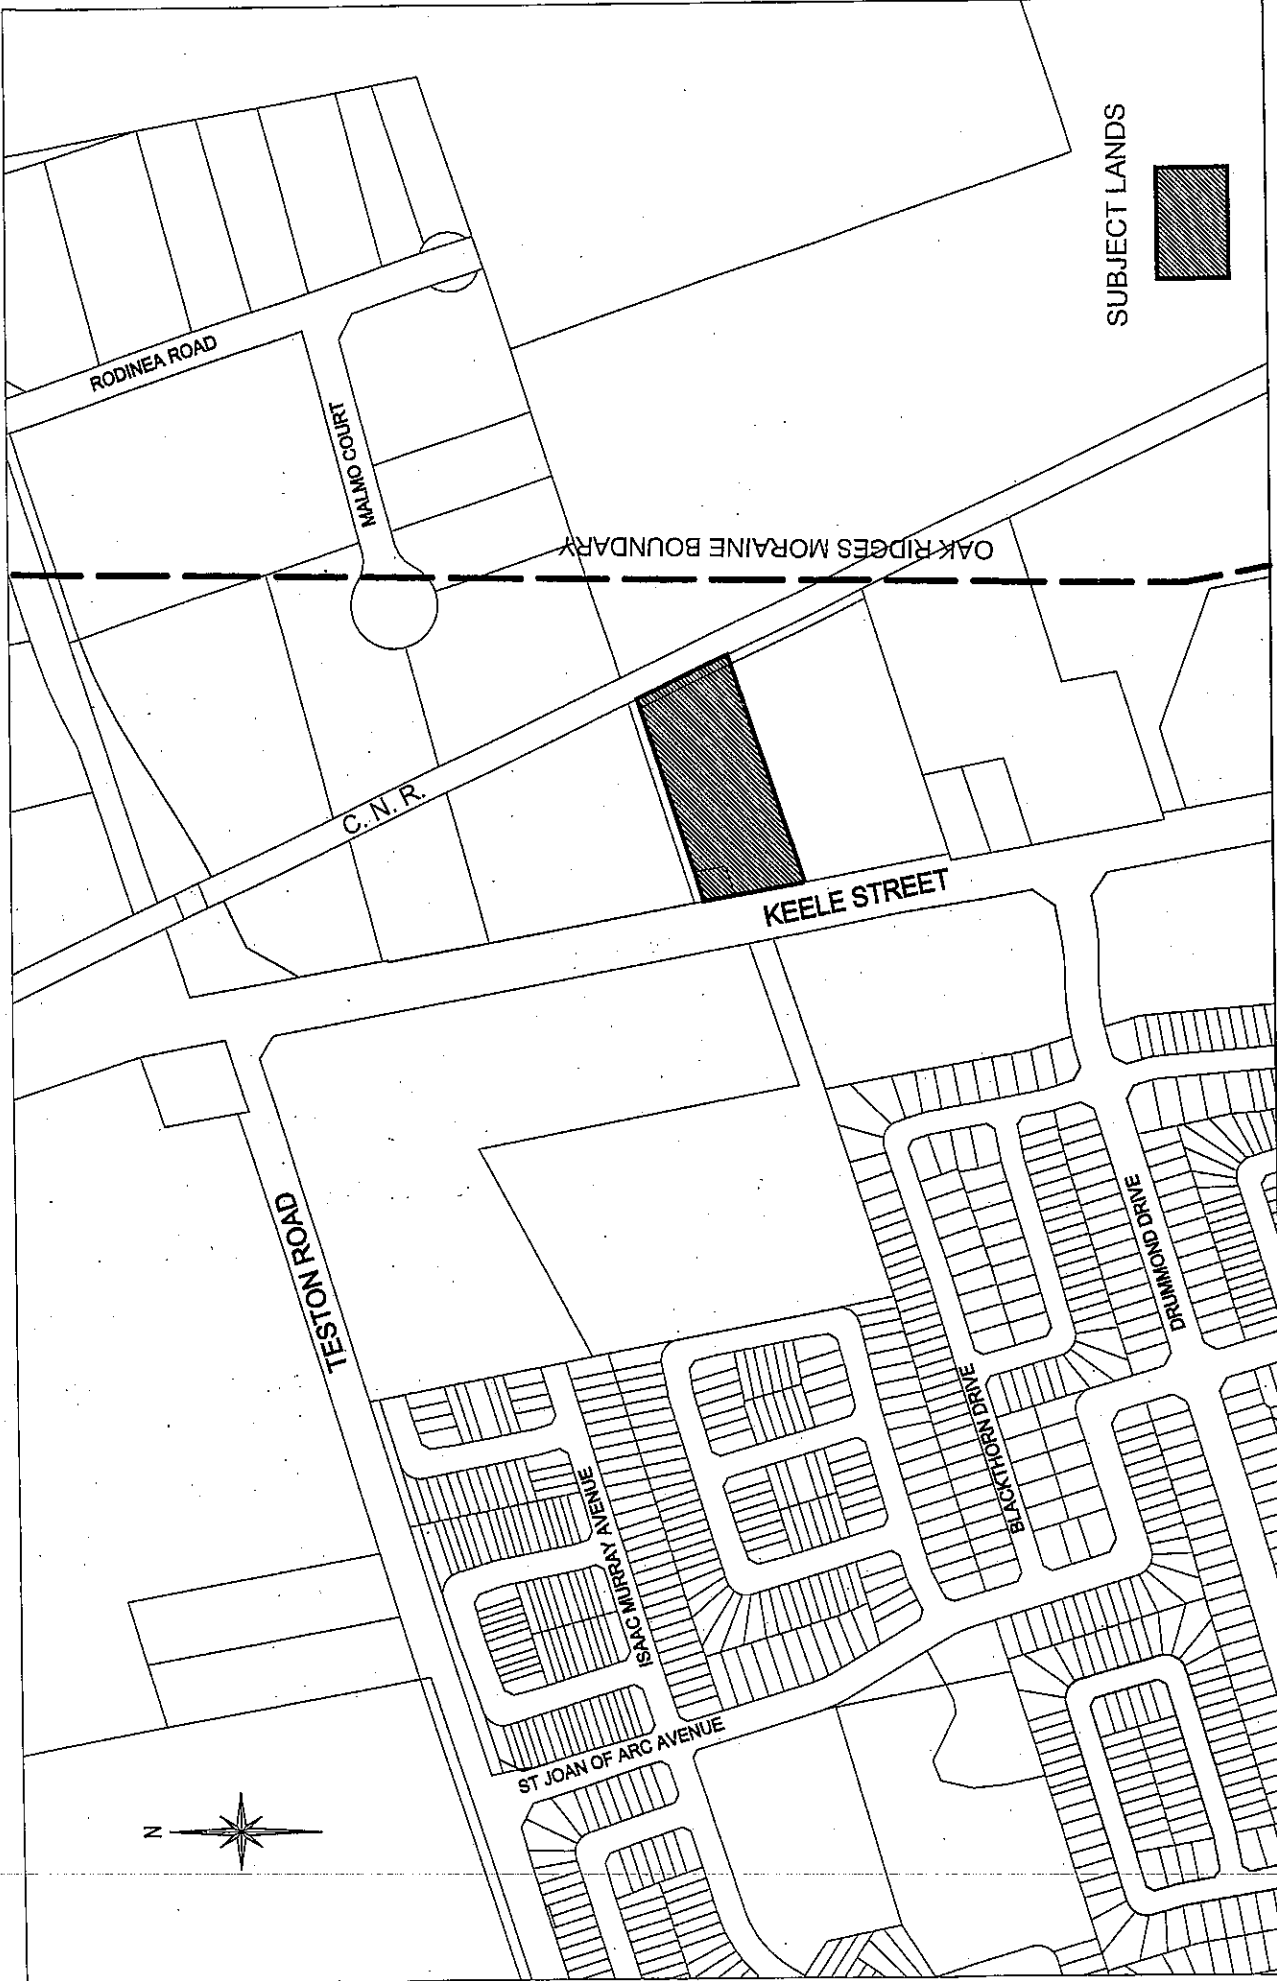 RODINEA ROAD
MALMO COURT
OAK RIDGES MORAINE BOUNDARY
SUBJECT LANDS
C. N. R.
KEELE STREET
TESTON ROAD
DRUMMOND DRIVE
BLACKTHORN DRIVE
ISAAC MURRAY AVENUE
ST JOAN OF ARC AVENUE
N